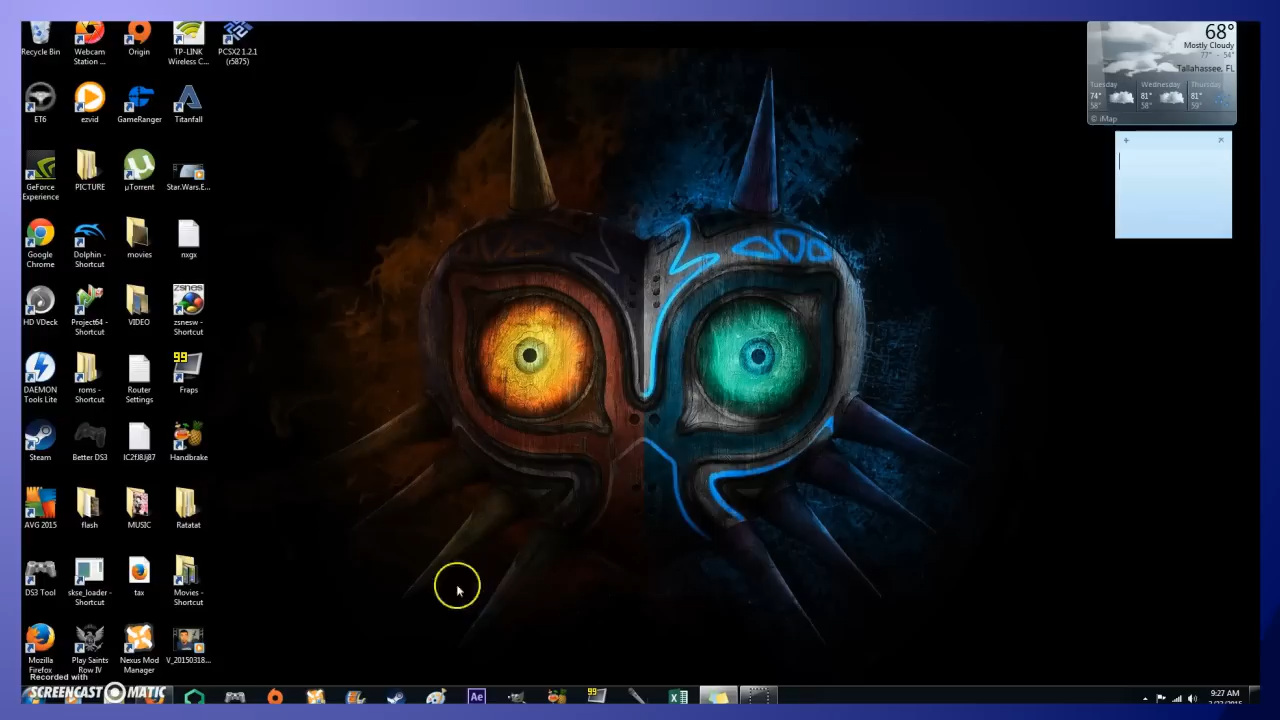 Recycle Bin
Webcam Station ...
Origin
TP-LINK Wireless C...
PCSX2 1.2.1 (r5875)
ET6
ezvid
GameRanger
Titanfall
GeForce Experience
PICTURE
µTorrent
Star.Wars.E...
Google Chrome
Dolphin - Shortcut
movies
nxgx
HD VDeck
Project64 - Shortcut
VIDEO
zsnes
zsnesw - Shortcut
DAEMON Tools Lite
roms - Shortcut
Router Settings
99
Fraps
Steam
Better DS3
IC2fJ8Jj87
Handbrake
AVG 2015
flash
MUSIC
Ratatat
DS3 Tool
skse_loader - Shortcut
tax
Movies - Shortcut
Mozilla Firefox
Play Saints Row IV
Nexus Mod Manager
V_20150318...
68°
Mostly Cloudy
77° - 54°
Tallahassee, FL
Tuesday Wednesday Thursday
74° 81° 81°
58° 58° 59°
© iMap
Recorded with
SCREENCAST MATIC
Ae
99
9:27 AM